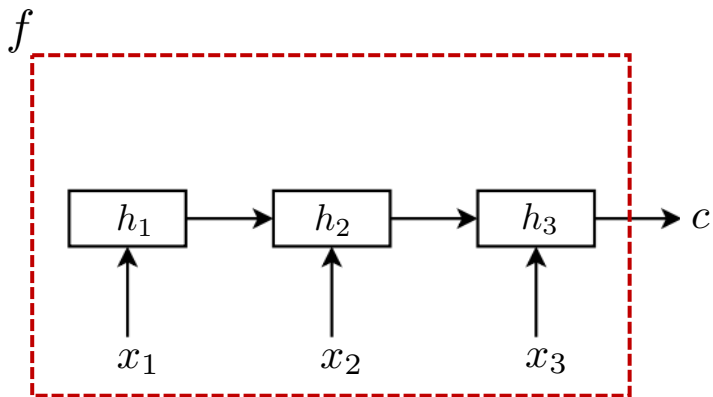 f
h₁ h₂ h₃ c
x₁ x₂ x₃